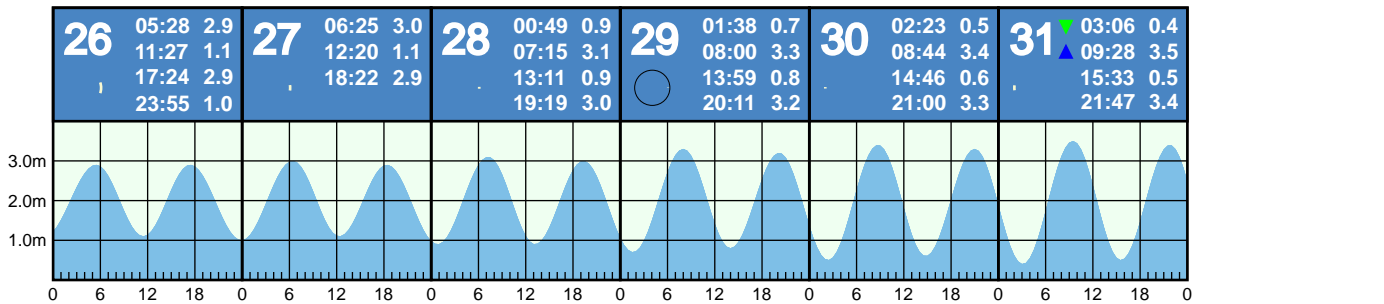 26 05:28 2.9 27 06:25 3.0 28 00:49 0.9 29 01:38 0.7 30 02:23 0.5 31 03:06 0.4
11:27 1.1 12:20 1.1 07:15 3.1 08:00 3.3 08:44 3.4 09:28 3.5
17:24 2.9 18:22 2.9 13:11 0.9 13:59 0.8 14:46 0.6 15:33 0.5
23:55 1.0 19:19 3.0 20:11 3.2 21:00 3.3 21:47 3.4
3.0m
2.0m
1.0m
0 6 12 18 0 6 12 18 0 6 12 18 0 6 12 18 0 6 12 18 0 6 12 18 0